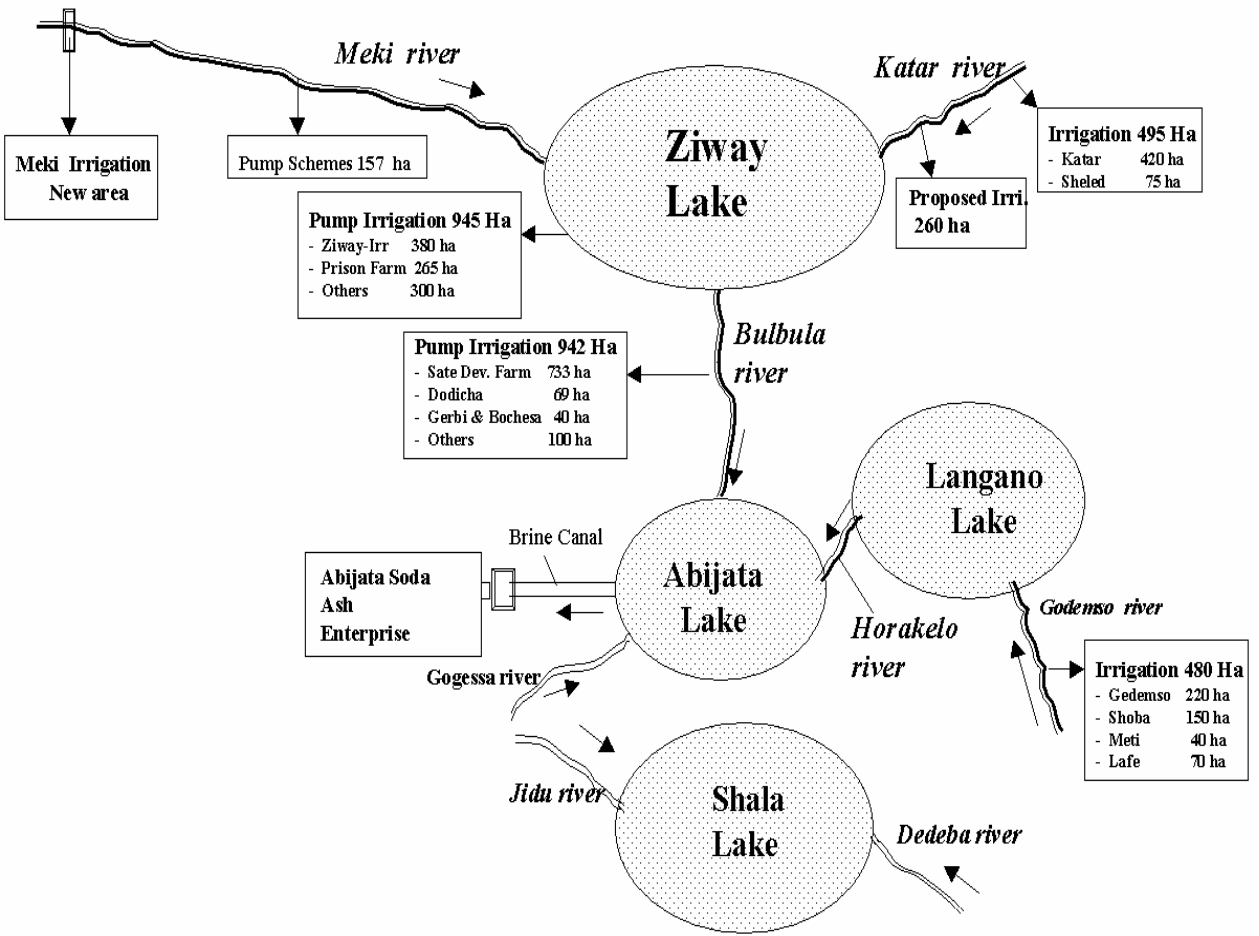 Meki river
Katar river
Meki Irrigation
New area
Pump Schemes 157 ha
Ziway
Lake
Irrigation 495 Ha
- Katar 420 ha
- Sheled 75 ha
Proposed Irri.
260 ha
Pump Irrigation 945 Ha
- Ziway-Irr 380 ha
- Prison Farm 265 ha
- Others 300 ha
Bulbula
river
Pump Irrigation 942 Ha
- Sate Dev. Farm 733 ha
- Dodicha 69 ha
- Gerbi & Bochesa 40 ha
- Others 100 ha
Langano
Lake
Brine Canal
Abijata Soda
Ash
Enterprise
Abijata
Lake
Horakelo
river
Godemso river
Gogessa river
Irrigation 480 Ha
- Gedemso 220 ha
- Shoba 150 ha
- Meti 40 ha
- Lafe 70 ha
Jidu river
Shala
Lake
Dedeba river